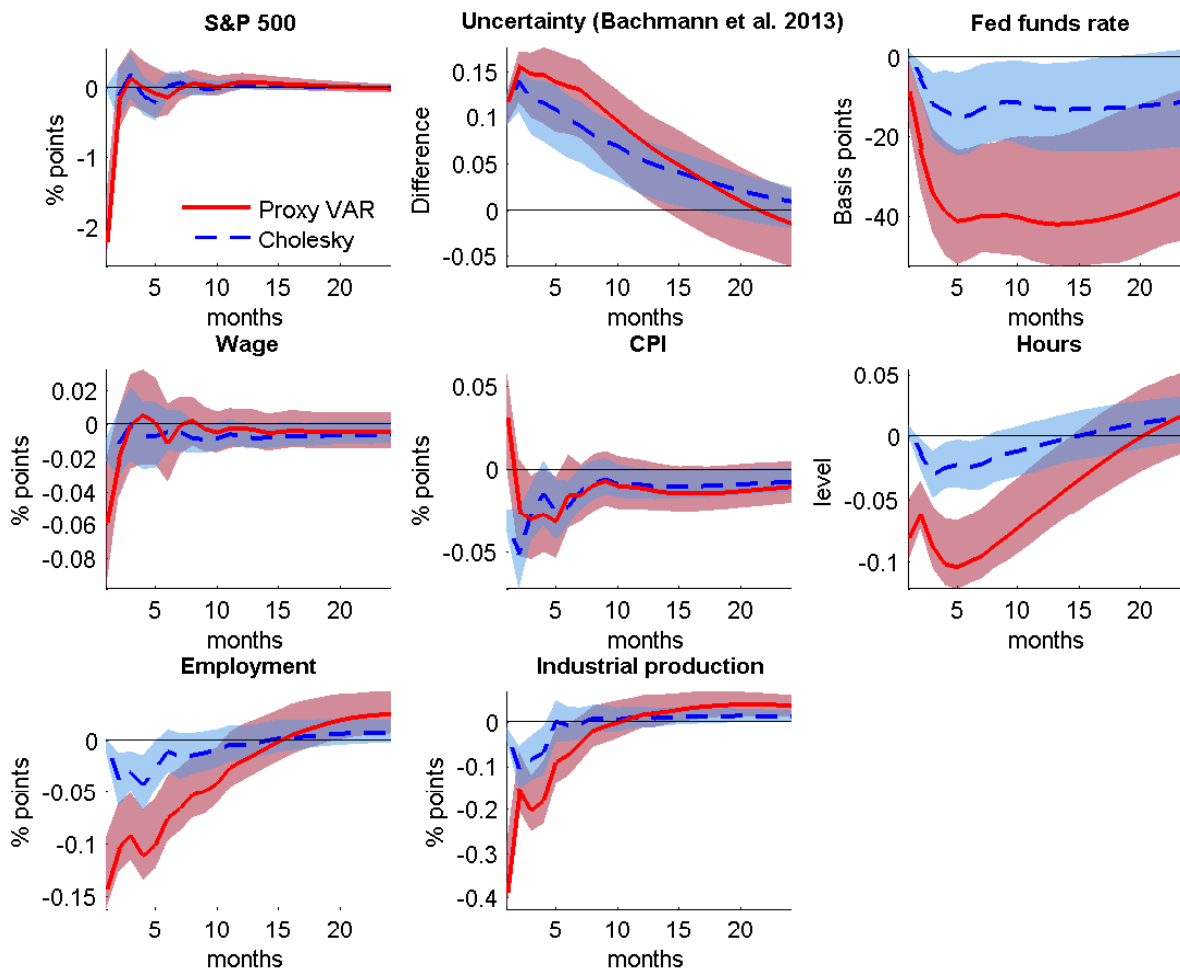 S&P 500
% points
0
-1
-2
Proxy VAR
Cholesky
5 10 15 20
months
Uncertainty (Bachmann et al. 2013)
Difference
0.15
0.1
0.05
0
-0.05
5 10 15 20
months
Fed funds rate
Basis points
0
-20
-40
5 10 15 20
months
Wage
% points
0.02
0
-0.02
-0.04
-0.06
-0.08
5 10 15 20
months
CPI
% points
0.05
0
-0.05
5 10 15 20
months
Hours
level
0.05
0
-0.05
-0.1
5 10 15 20
months
Employment
% points
0
-0.05
-0.1
-0.15
5 10 15 20
months
Industrial production
% points
0
-0.1
-0.2
-0.3
-0.4
5 10 15 20
months